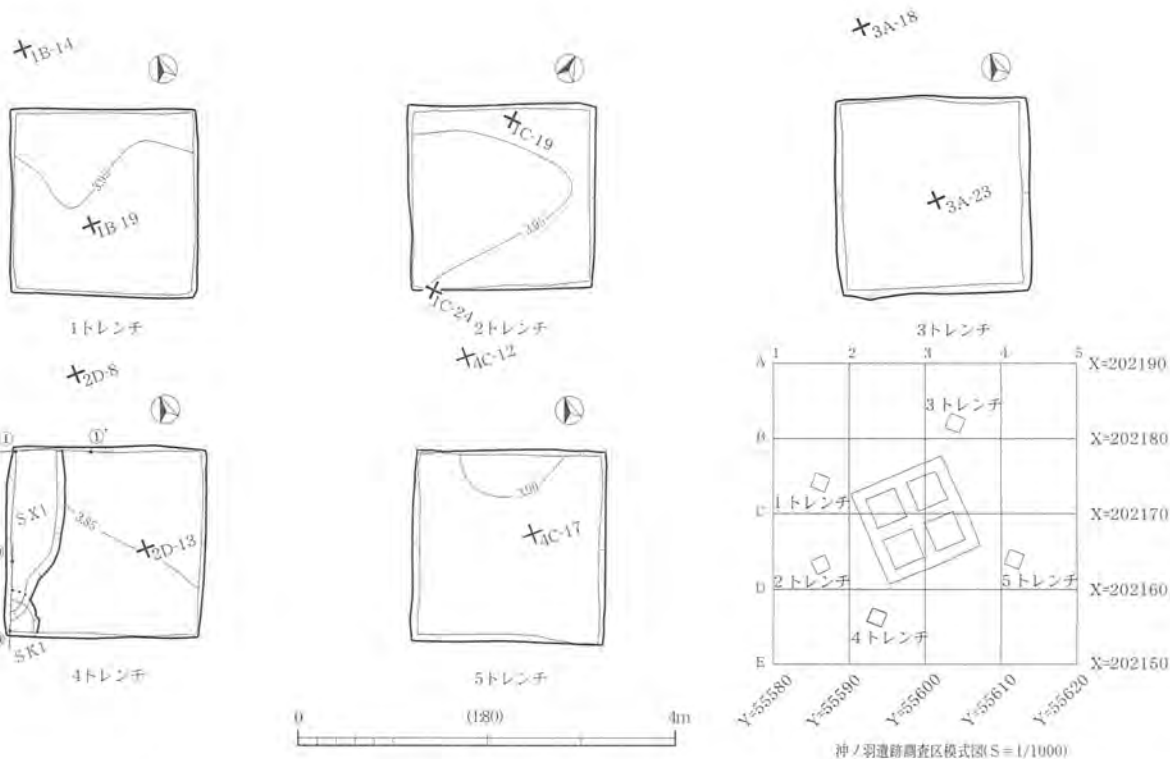 1B-14
3A-18
1C-19
3.95
1B-19
3.95
3A-23
1C-24
1トレンチ
2トレンチ
3トレンチ
2D-8
4C-12
①
①'
SX1
3.85
2D-13
SK1
3.90
4C-17
4トレンチ
5トレンチ
0
(1:80)
4m
1
2
3
4
5
A
B
C
D
E
X=202190
X=202180
X=202170
X=202160
X=202150
3トレンチ
1トレンチ
2トレンチ
5トレンチ
4トレンチ
Y=55580
Y=55590
Y=55600
Y=55610
Y=55620
沖ノ羽遺跡調査区模式図(S=1/1000)